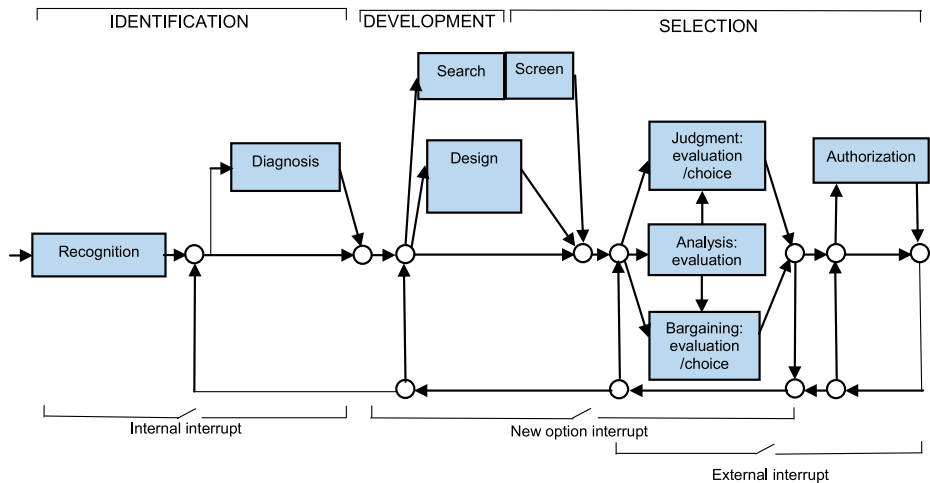 IDENTIFICATION
DEVELOPMENT
SELECTION
Search
Screen
Diagnosis
Design
Judgment:
evaluation
/choice
Authorization
Recognition
Analysis:
evaluation
Bargaining:
evaluation
/choice
Internal interrupt
New option interrupt
External interrupt